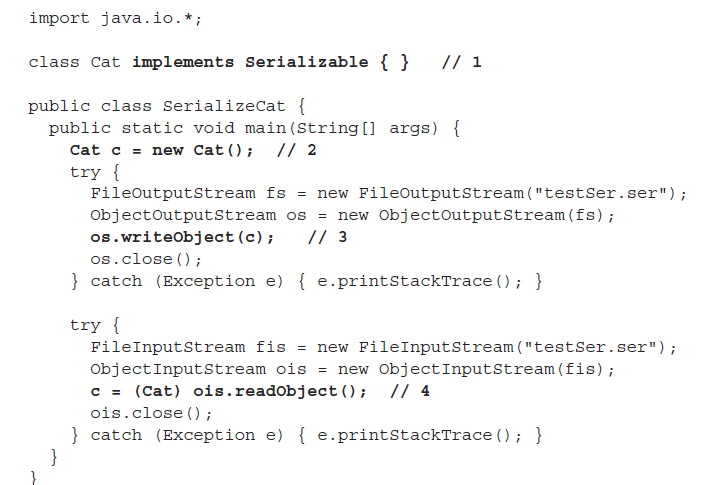 import java.io.*;
class Cat implements Serializable { }   // 1
public class SerializeCat {
  public static void main(String[] args) {
    Cat c = new Cat();  // 2
    try {
      FileOutputStream fs = new FileOutputStream("testSer.ser");
      ObjectOutputStream os = new ObjectOutputStream(fs);
      os.writeObject(c);   // 3
      os.close();
    } catch (Exception e) { e.printStackTrace(); }
    try {
      FileInputStream fis = new FileInputStream("testSer.ser");
      ObjectInputStream ois = new ObjectInputStream(fis);
      c = (Cat) ois.readObject();  // 4
      ois.close();
    } catch (Exception e) { e.printStackTrace(); }
  }
}